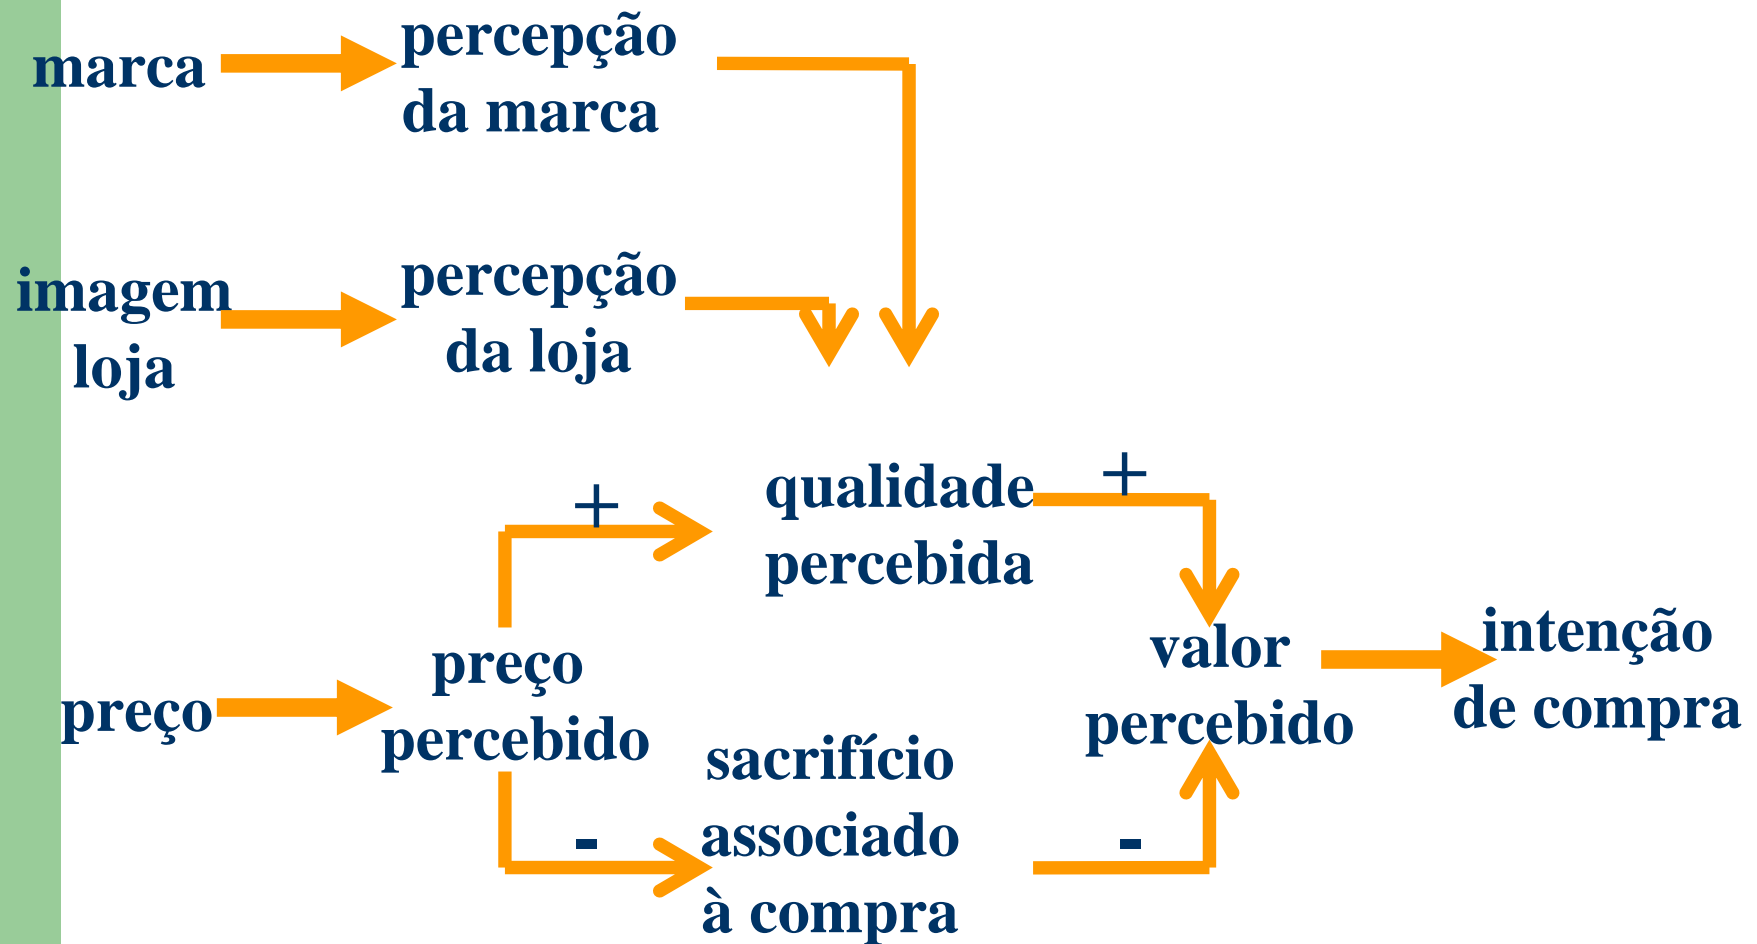 marca
percepção
da marca
imagem
loja
percepção
da loja
+
qualidade
percebida
+
preço
preço
percebido
-
sacrifício
associado
à compra
-
valor
percebido
intenção
de compra